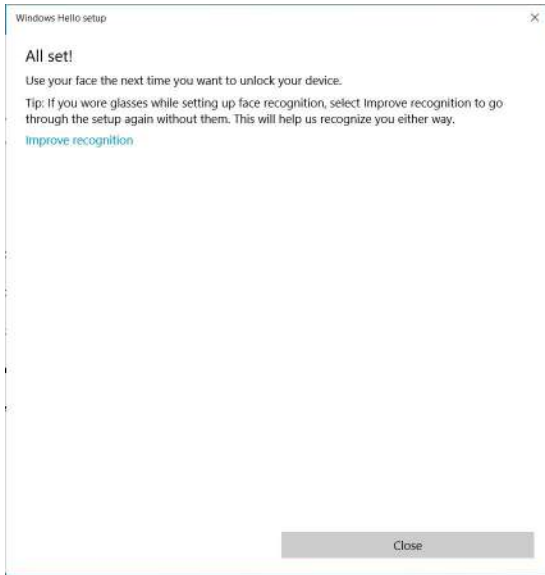 Windows Hello setup
All set!
Use your face the next time you want to unlock your device.
Tip: If you wore glasses while setting up face recognition, select Improve recognition to go
through the setup again without them. This will help us recognize you either way.
Improve recognition
Close